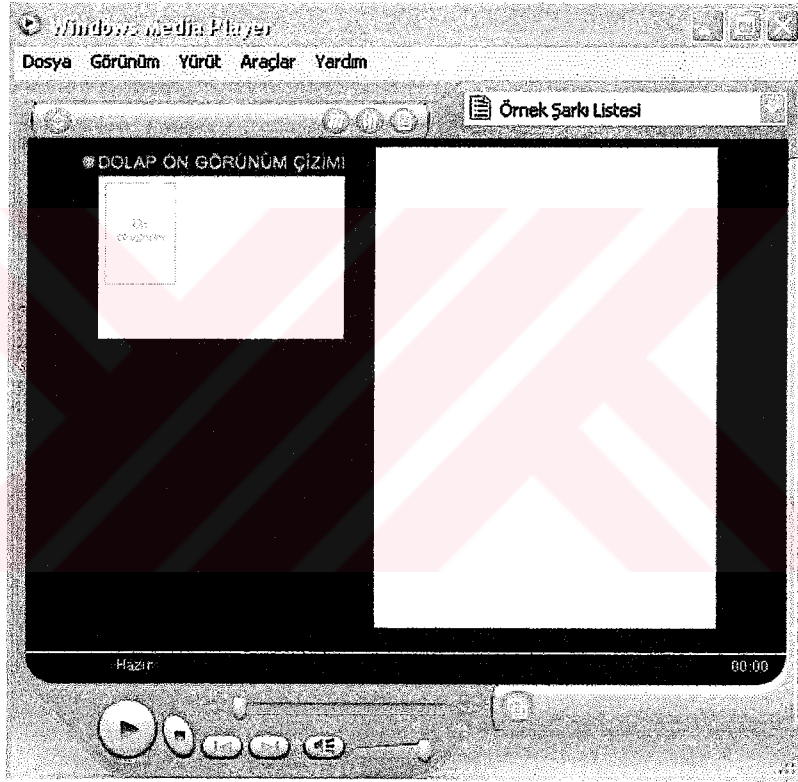 Windows Media Player
Dosya Görünüm Yürüt Araçlar Yardım
Örnek Şarkı Listesi
DOLAP ÖN GÖRÜNÜM ÇİZİMİ
Hazır
00:00